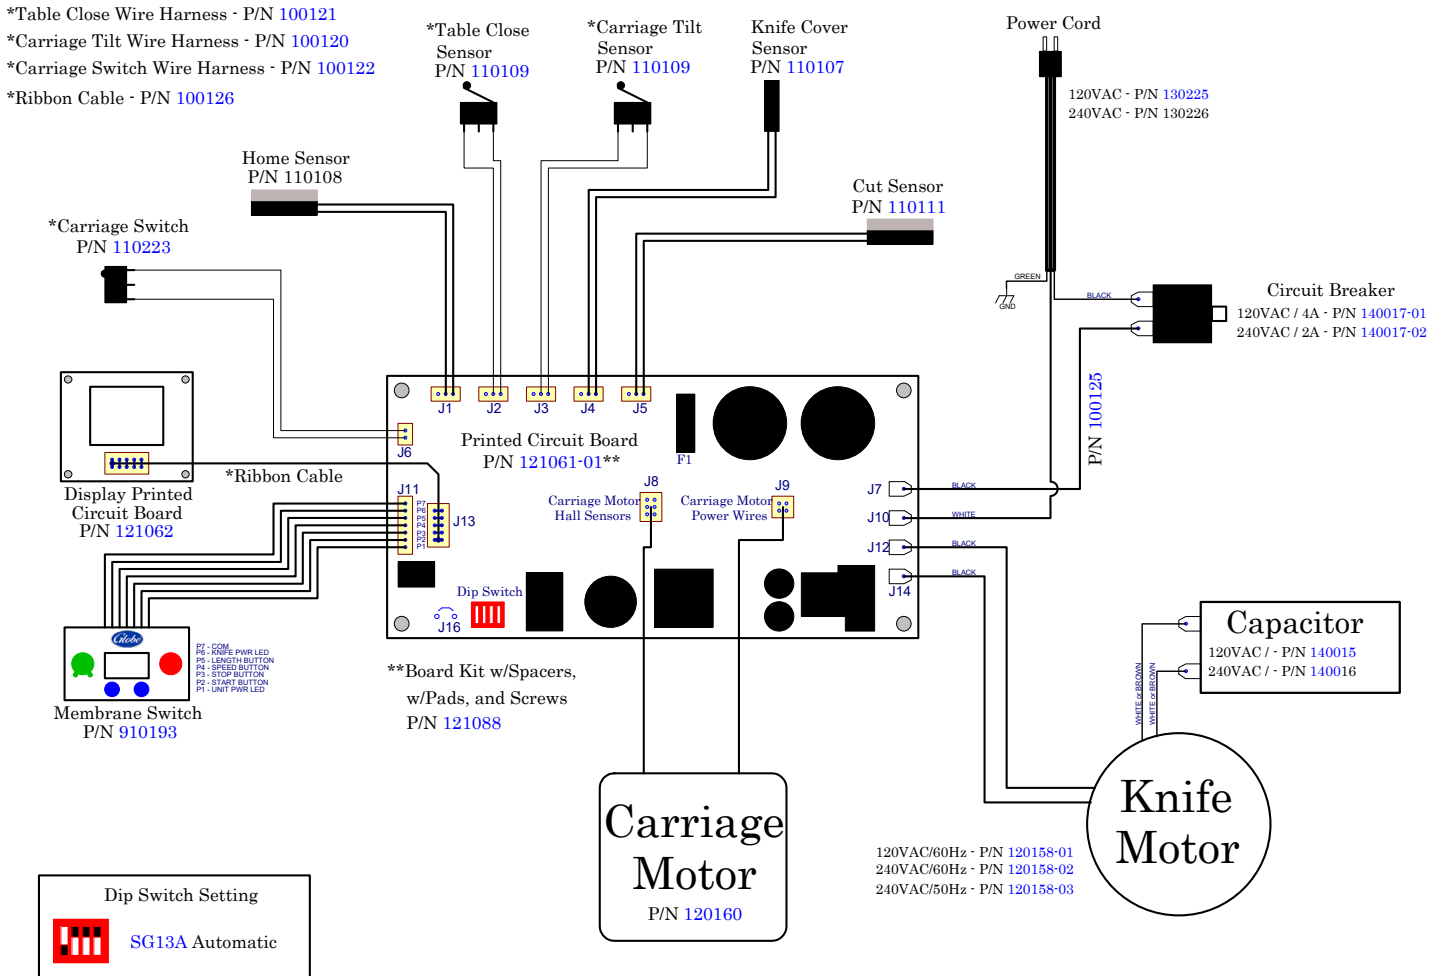 *Table Close Wire Harness - P/N 100121
*Carriage Tilt Wire Harness - P/N 100120
*Carriage Switch Wire Harness - P/N 100122
*Ribbon Cable - P/N 100126
*Table Close
Sensor
P/N 110109
*Carriage Tilt
Sensor
P/N 110109
Knife Cover
Sensor
P/N 110107
Power Cord
120VAC - P/N 130225
240VAC - P/N 130226
Home Sensor
P/N 110108
Cut Sensor
P/N 110111
*Carriage Switch
P/N 110223
GREEN
GND
BLACK
Circuit Breaker
120VAC / 4A - P/N 140017-01
240VAC / 2A - P/N 140017-02
P/N 100125
J1
J2
J3
J4
J5
J6
Printed Circuit Board
P/N 121061-01**
F1
*Ribbon Cable
Display Printed
Circuit Board
P/N 121062
J11
P7
P6
P5
P4
P3
P2
P1
J13
J8
Carriage Motor
Hall Sensors
J9
Carriage Motor
Power Wires
J7
BLACK
J10
WHITE
J12
BLACK
J14
BLACK
Dip Switch
J16
Globe
P7 - COM
P6 - KNIFE PWR LED
P5 - LENGTH BUTTON
P4 - SPEED BUTTON
P3 - STOP BUTTON
P2 - START BUTTON
P1 - UNIT PWR LED
Membrane Switch
P/N 910193
**Board Kit w/Spacers,
w/Pads, and Screws
P/N 121088
Capacitor
120VAC / - P/N 140015
240VAC / - P/N 140016
WHITE or BROWN
WHITE or BROWN
Carriage
Motor
P/N 120160
Knife
Motor
120VAC/60Hz - P/N 120158-01
240VAC/60Hz - P/N 120158-02
240VAC/50Hz - P/N 120158-03
Dip Switch Setting
SG13A Automatic